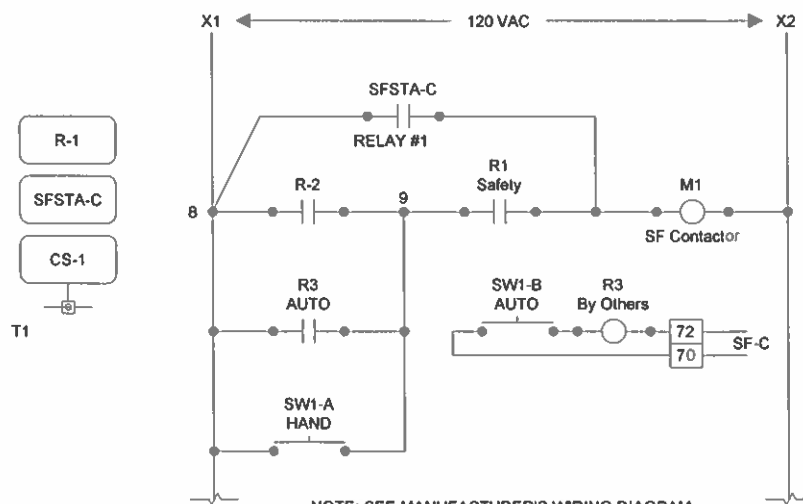 X1
120 VAC
X2
SFSTA-C
RELAY #1
R-1
SFSTA-C
CS-1
T1
8
R-2
9
R1
Safety
M1
SF Contactor
R3
AUTO
SW1-B
AUTO
R3
By Others
72
70
SF-C
SW1-A
HAND
NOTE: SEE MANUFACTURER'S WIRING DIAGRAM